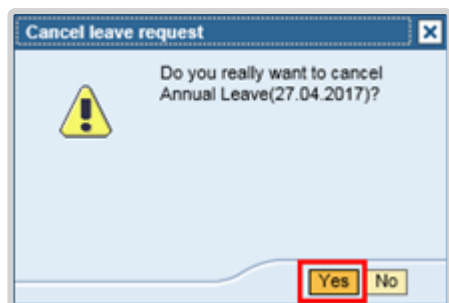 Cancel leave request
Do you really want to cancel
Annual Leave(27.04.2017)?
Yes No